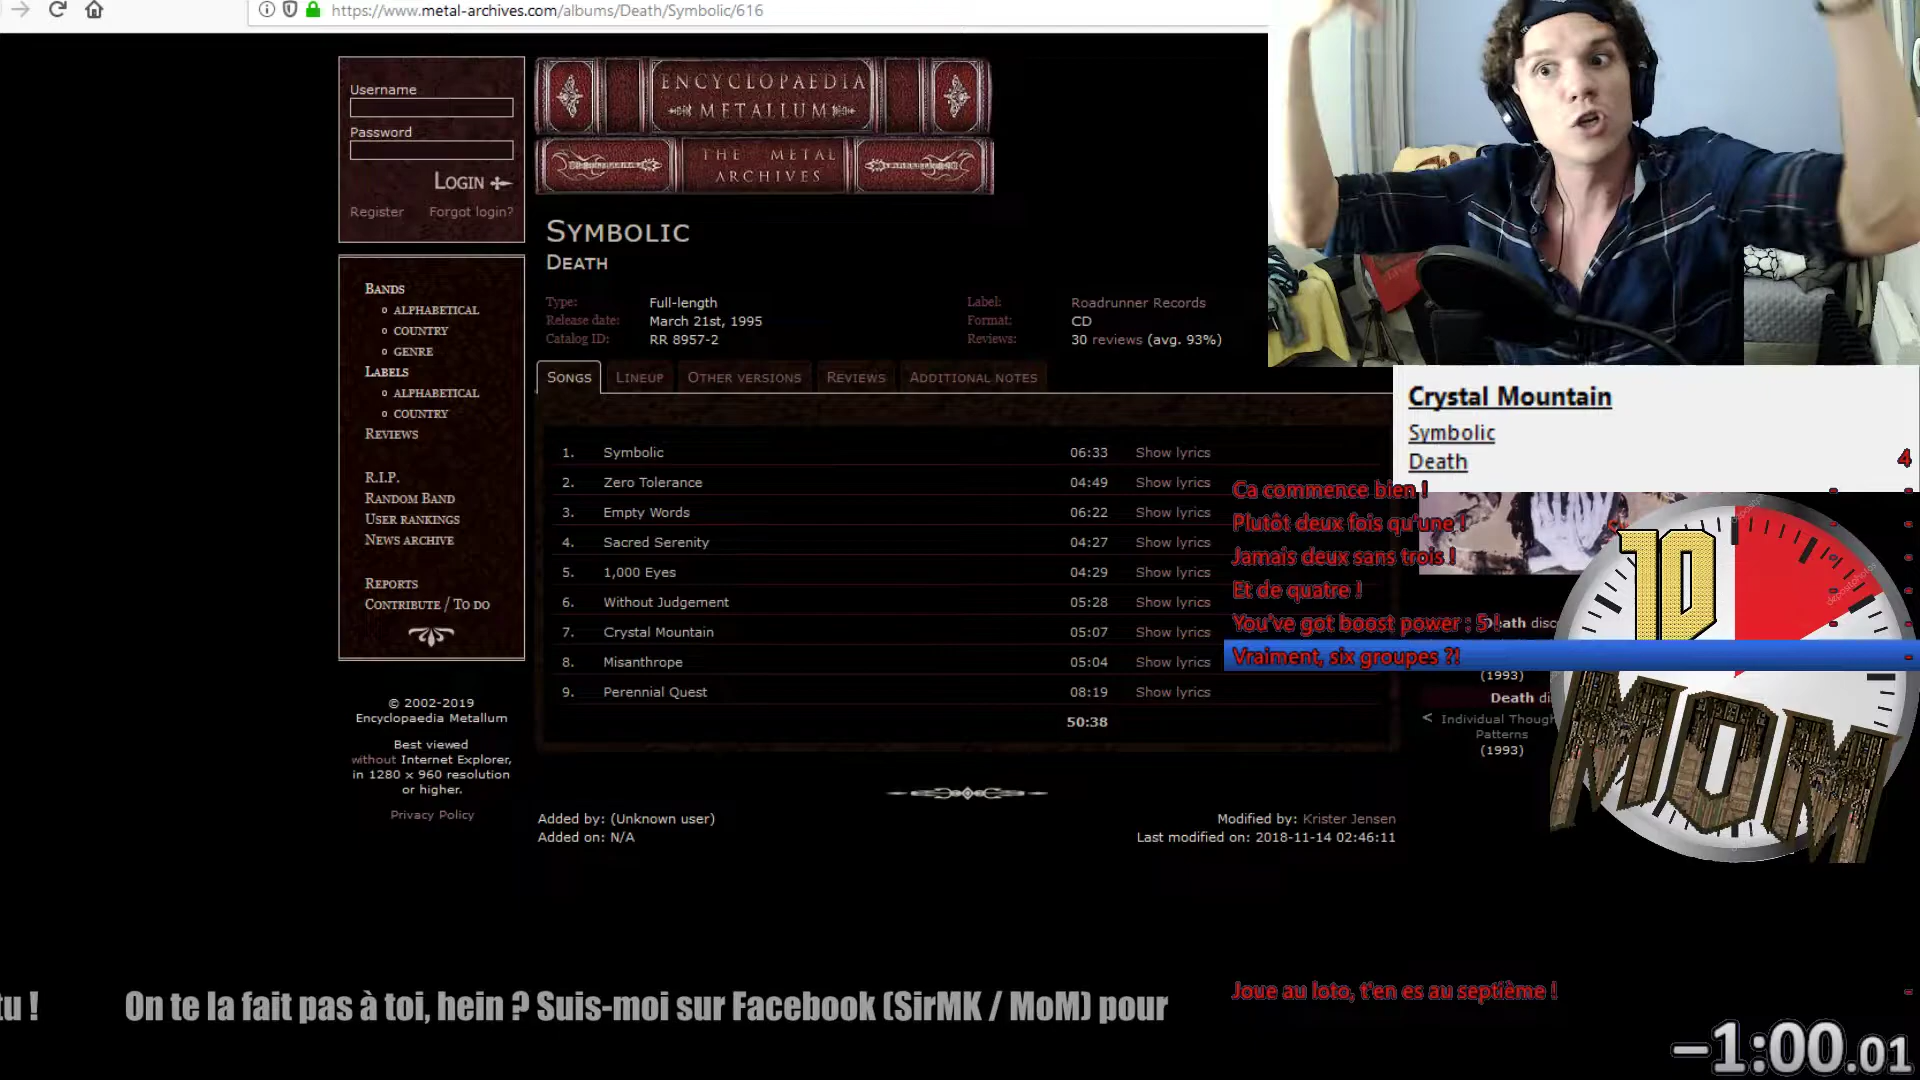 https://www.metal-archives.com/albums/Death/Symbolic/616
Username
Password
LOGIN
Register Forgot login?
ENCYCLOPAEDIA
METALLUM
THE METAL
ARCHIVES
SYMBOLIC
DEATH
Type: Full-length
Release date: March 21st, 1995
Catalog ID: RR 8957-2
Label: Roadrunner Records
Format: CD
Reviews: 30 reviews (avg. 93%)
SONGS LINEUP OTHER VERSIONS REVIEWS ADDITIONAL NOTES
1. Symbolic 06:33 Show lyrics
2. Zero Tolerance 04:49 Show lyrics
3. Empty Words 06:22 Show lyrics
4. Sacred Serenity 04:27 Show lyrics
5. 1,000 Eyes 04:29 Show lyrics
6. Without Judgement 05:28 Show lyrics
7. Crystal Mountain 05:07 Show lyrics
8. Misanthrope 05:04 Show lyrics
9. Perennial Quest 08:19 Show lyrics
50:38
BANDS
ALPHABETICAL
COUNTRY
GENRE
LABELS
ALPHABETICAL
COUNTRY
REVIEWS
R.I.P.
RANDOM BAND
USER RANKINGS
NEWS ARCHIVE
REPORTS
CONTRIBUTE / TO DO
© 2002-2019
Encyclopaedia Metallum
Best viewed
without Internet Explorer,
in 1280 x 960 resolution
or higher.
Privacy Policy
Added by: (Unknown user)
Added on: N/A
Modified by: Krister Jensen
Last modified on: 2018-11-14 02:46:11
Crystal Mountain
Symbolic
Death
4
Ca commence bien !
Plutôt deux fois qu'une !
Jamais deux sans trois !
Et de quatre !
You've got boost power : 5 !
Death disc
Vraiment, six groupes ?!
(1993)
Death di
< Individual Though
Patterns
(1993)
10
MOM
Joue au loto, t'en es au septième !
tu ! On te la fait pas à toi, hein ? Suis-moi sur Facebook (SirMK / MoM) pour
−1:00.01